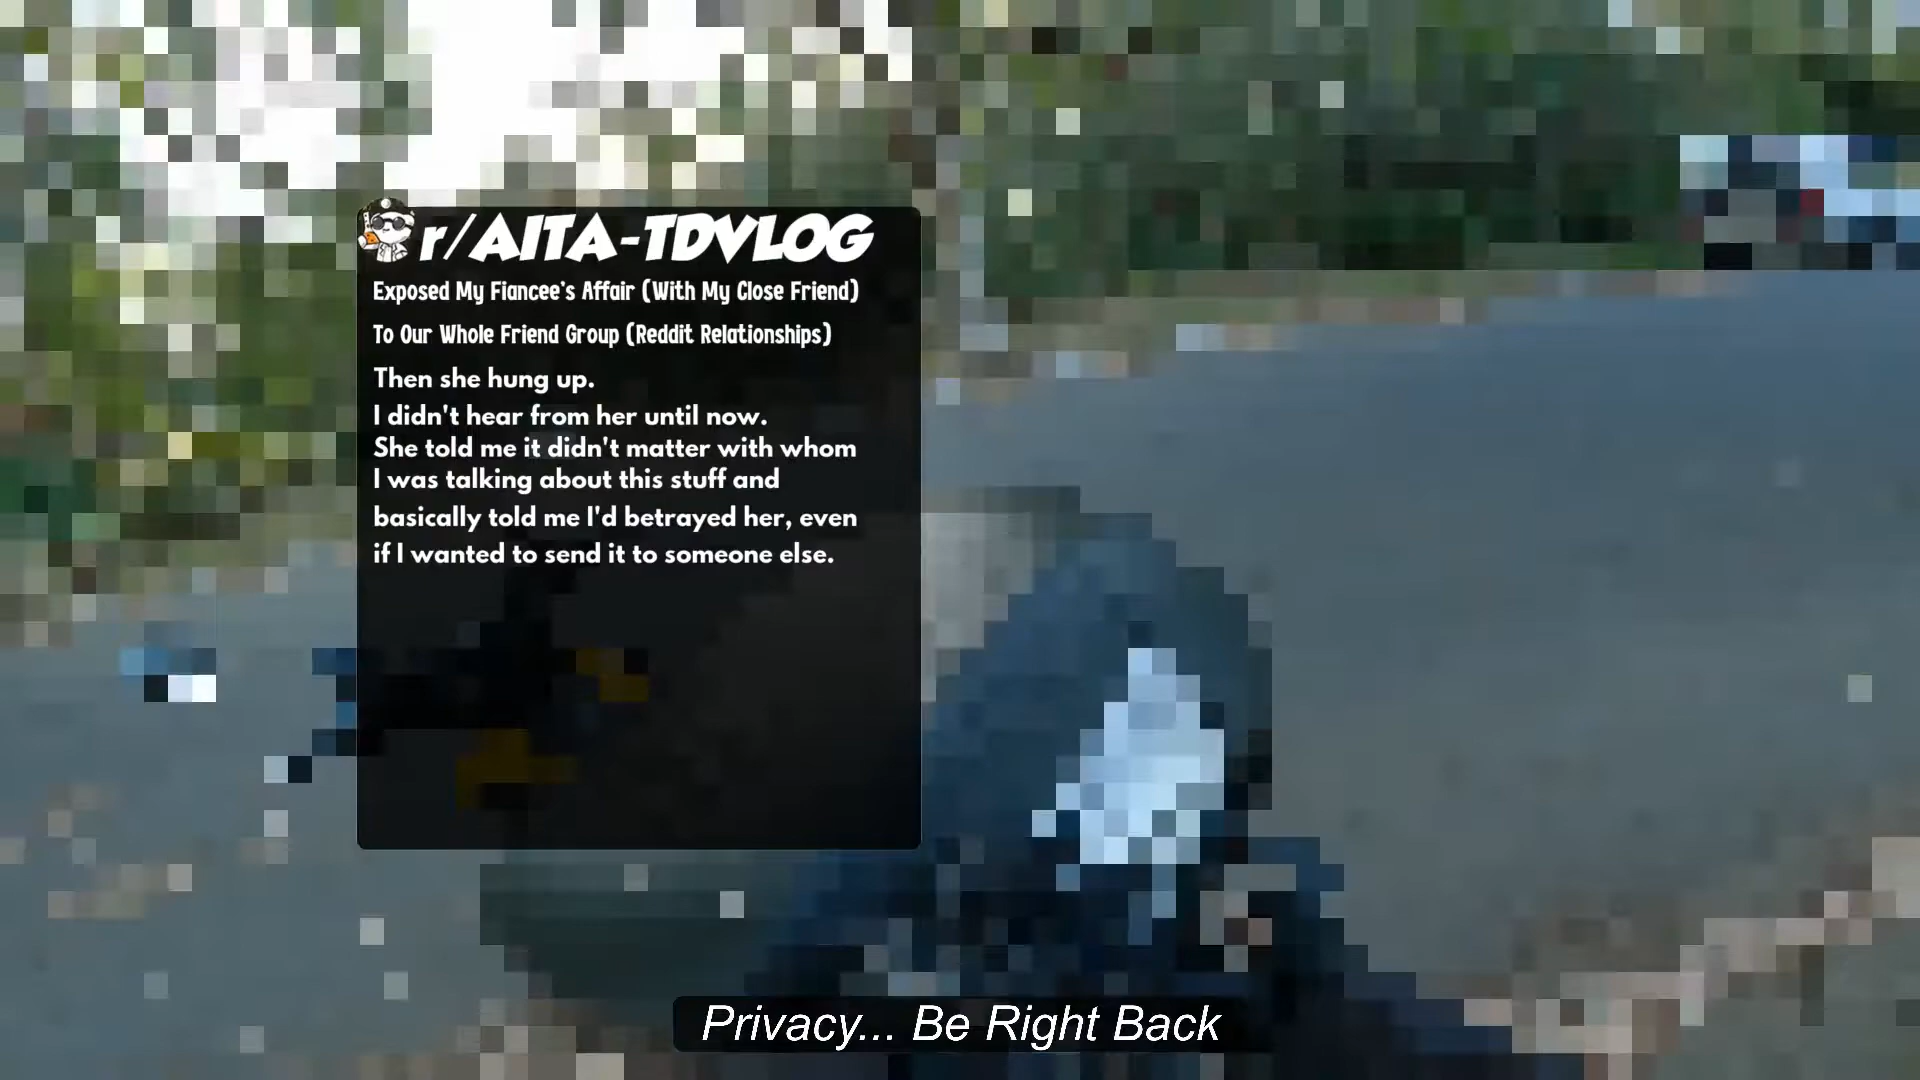 r/AITA-TDVLOG
Exposed My Fiancee's Affair (With My Close Friend)
To Our Whole Friend Group (Reddit Relationships)
Then she hung up.
I didn't hear from her until now.
She told me it didn't matter with whom
I was talking about this stuff and
basically told me I'd betrayed her, even
if I wanted to send it to someone else.
Privacy... Be Right Back